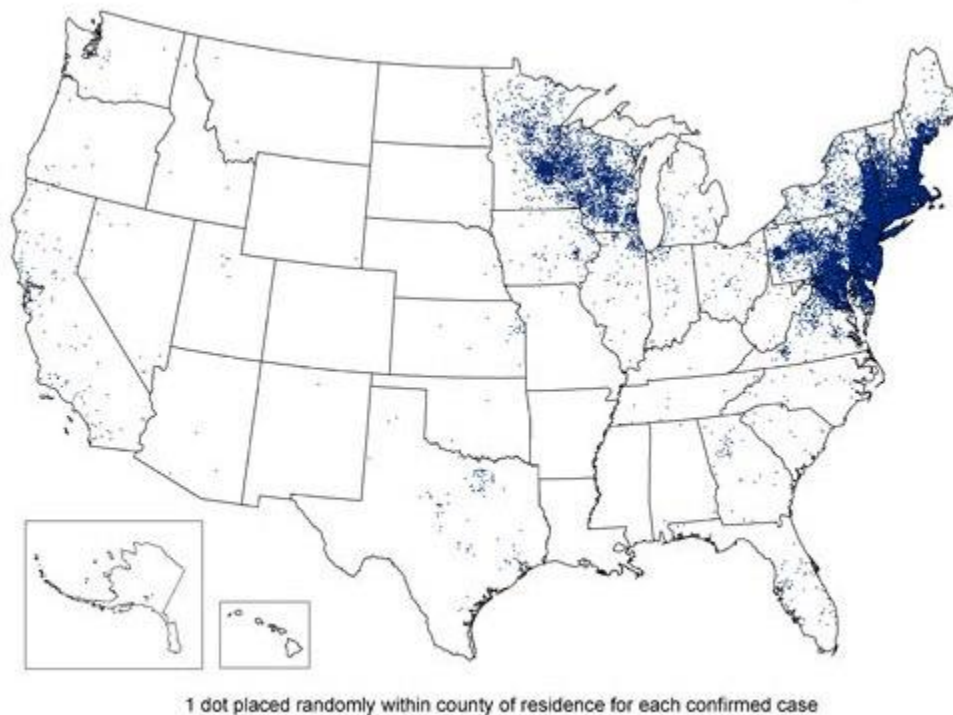 1 dot placed randomly within county of residence for each confirmed case